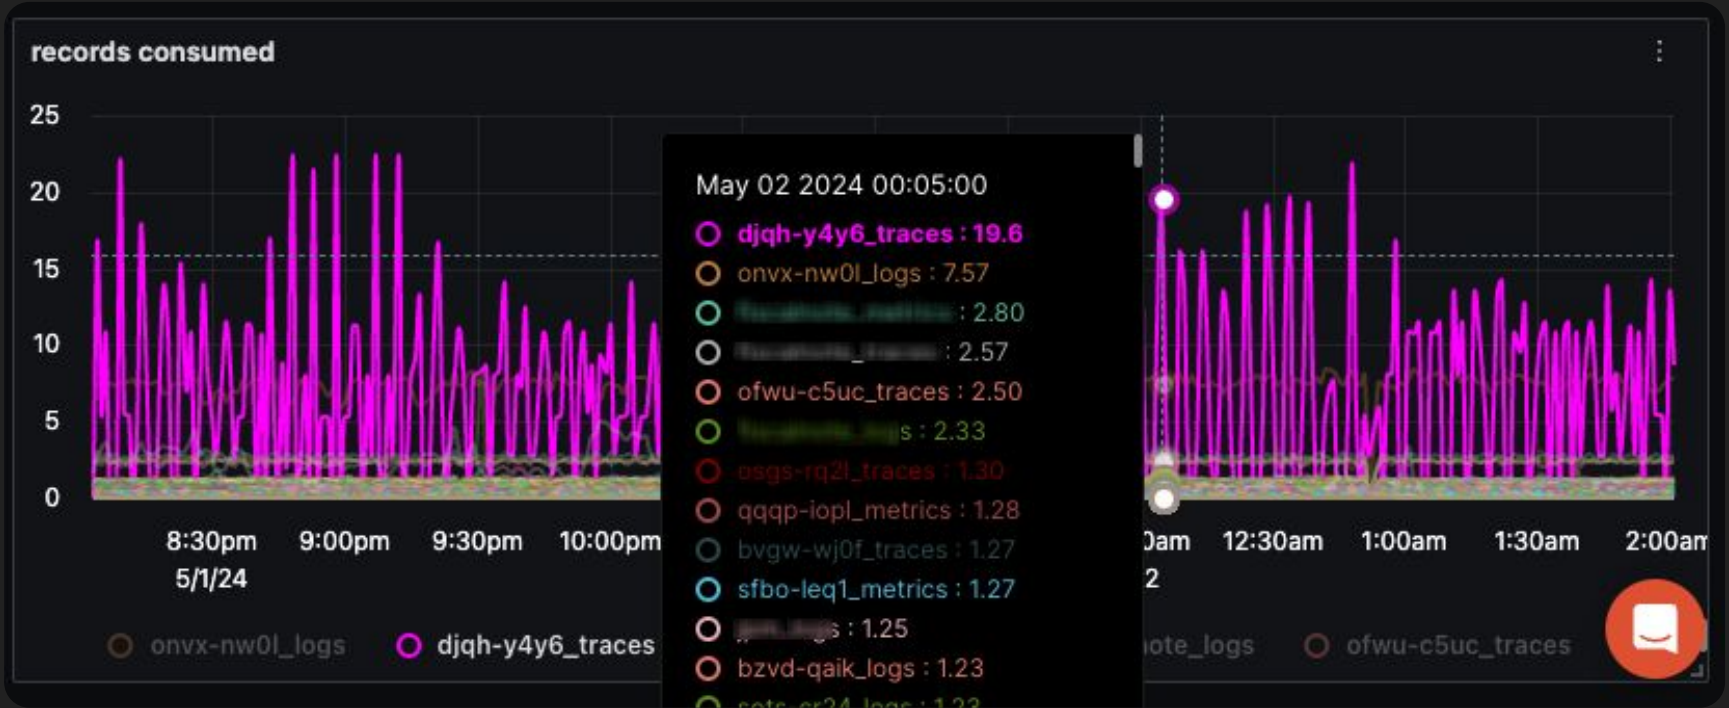 records consumed
25
20
15
10
5
0
May 02 2024 00:05:00
djqh-y4y6_traces : 19.6
onvx-nw0l_logs : 7.57
: 2.80
: 2.57
ofwu-c5uc_traces : 2.50
s : 2.33
osgs-rq2l_traces : 1.30
qqqp-iopl_metrics : 1.28
bvgw-wj0f_traces : 1.27
sfbo-leq1_metrics : 1.27
s : 1.25
bzvd-qaik_logs : 1.23
8:30pm 9:00pm 9:30pm 10:00pm 0am 12:30am 1:00am 1:30am 2:00am
5/1/24 2
onvx-nw0l_logs djqh-y4y6_traces note_logs ofwu-c5uc_traces